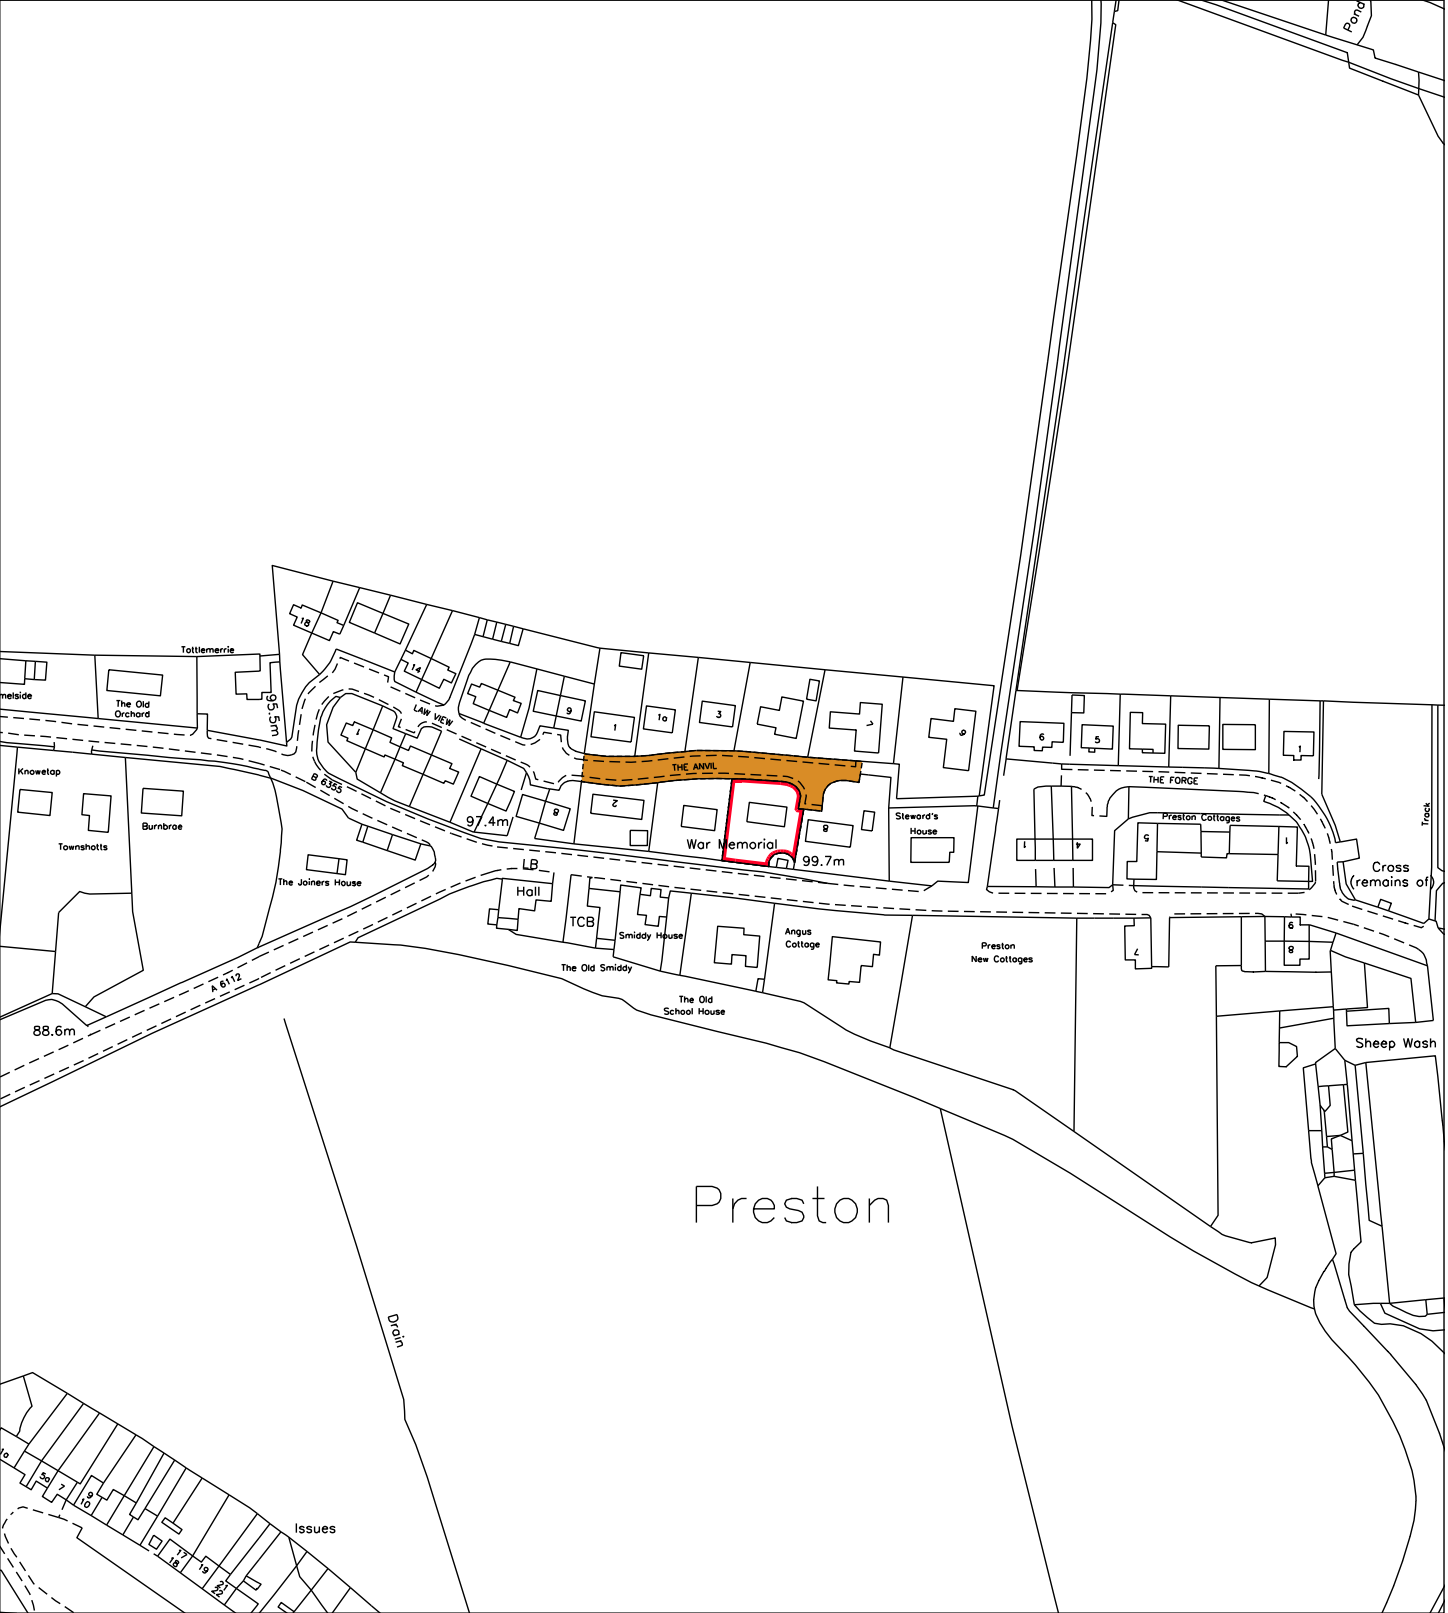 Pond
18
Tottlemerrie
14
melside
The Old
Orchard
95.5m
LAW VIEW
9
1
1a
3
7
9
6
5
1
1
THE ANVIL
THE FORGE
Knowetap
B 6355
2
8
97.4m
8
Steward's
House
Preston Cottages
Track
Burnbrae
Townshotts
War Memorial
99.7m
1
4
5
1
LB
Cross
(remains of)
The Joiners House
Hall
TCB
Smiddy House
Angus
Cottage
Preston
New Cottages
7
9
8
The Old Smiddy
A 6112
The Old
School House
88.6m
Sheep Wash
Preston
Drain
1a
5a
7
9
10
Issues
17
18
19
21
22